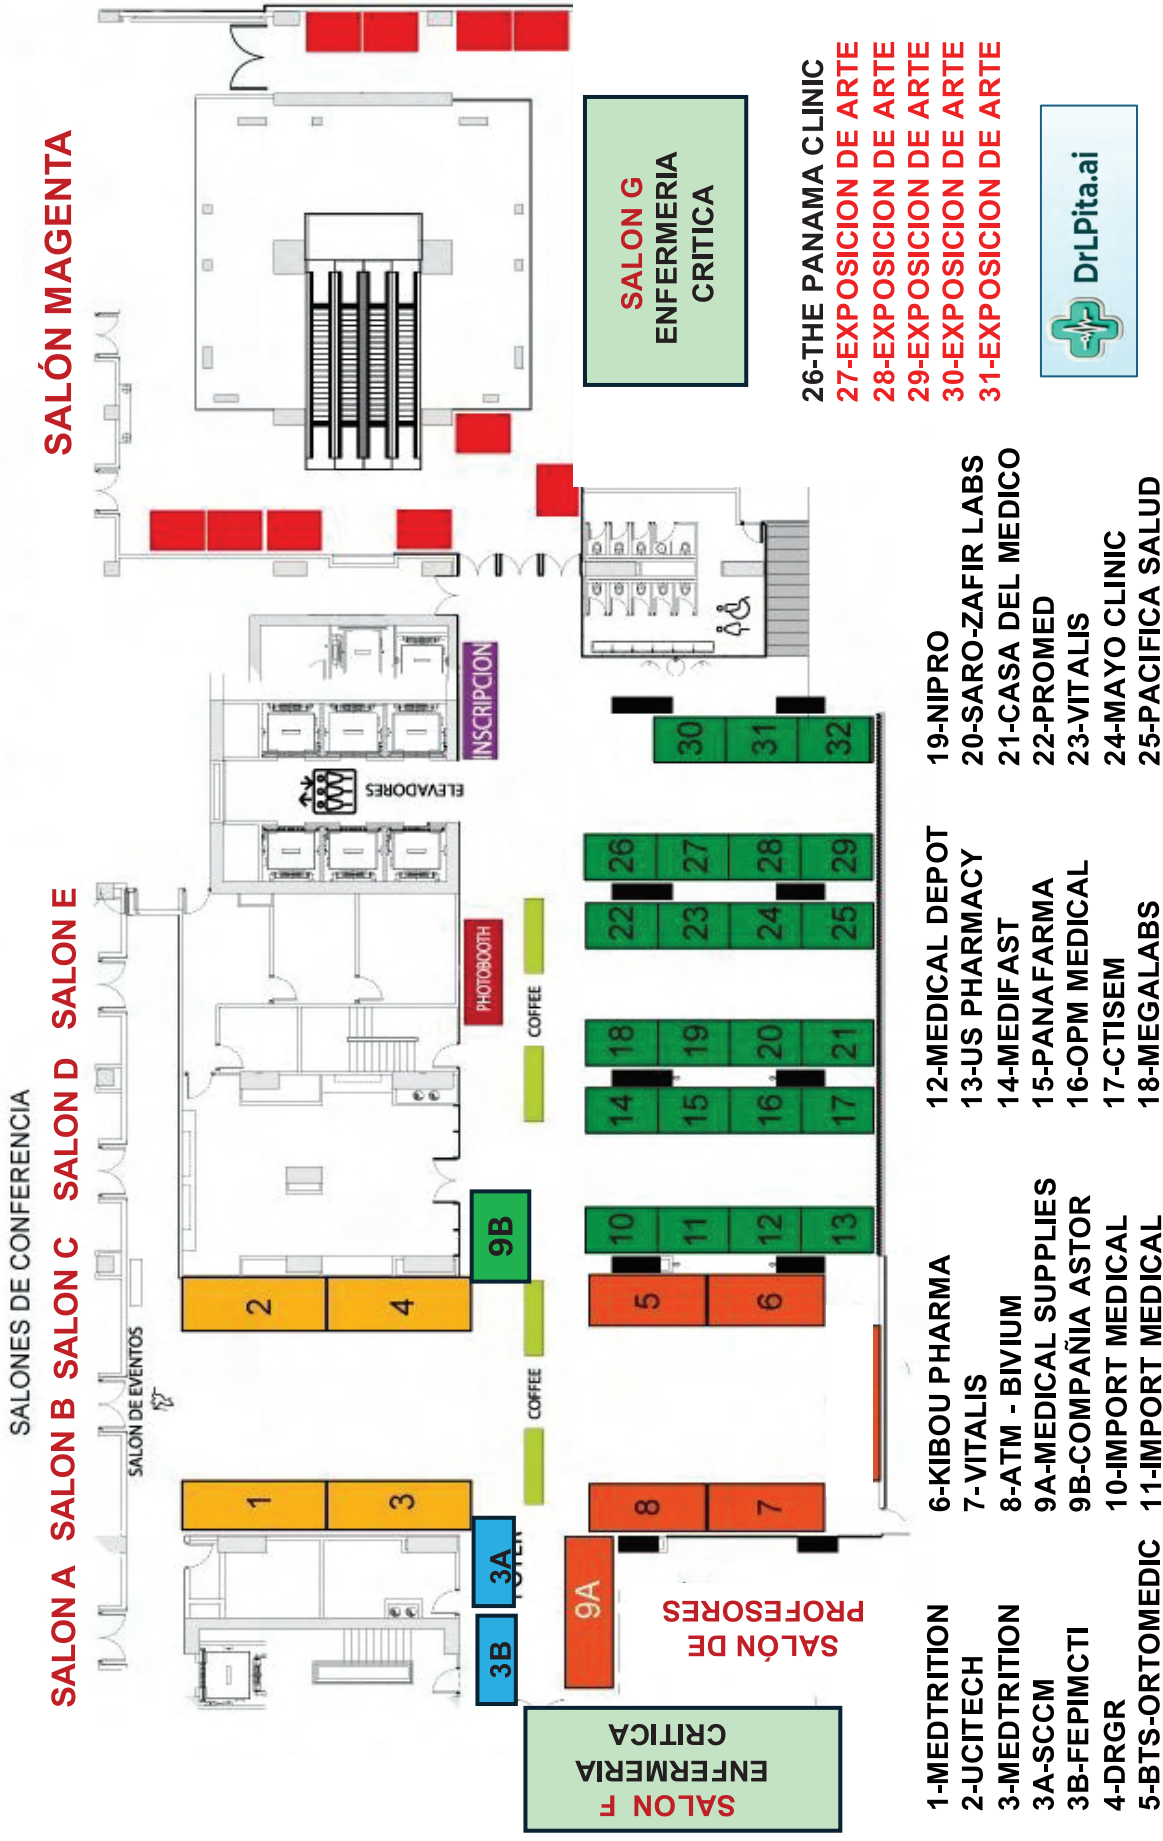 SALONES DE CONFERENCIA
SALON A
SALON B
SALON C
SALON D
SALON E
SALÓN MAGENTA
SALON DE EVENTOS
1
2
3
4
ELEVADORES
INSCRIPCION
PHOTOBOOTH
3B
3A
9B
COFFEE
COFFEE
9A
8
7
5
6
10
11
12
13
14
15
16
17
18
19
20
21
22
23
24
25
26
27
28
29
30
31
32
SALÓN DE
PROFESORES
SALON F
ENFERMERIA
CRITICA
SALON G
ENFERMERIA
CRITICA
1-MEDTRITION
2-UCITECH
3-MEDTRITION
3A-SCCM
3B-FEPIMCTI
4-DRGR
5-BTS-ORTOMEDIC
6-KIBOU PHARMA
7-VITALIS
8-ATM - BIVIUM
9A-MEDICAL SUPPLIES
9B-COMPAÑIA ASTOR
10-IMPORT MEDICAL
11-IMPORT MEDICAL
12-MEDICAL DEPOT
13-US PHARMACY
14-MEDIFAST
15-PANAFARMA
16-OPM MEDICAL
17-CTISEM
18-MEGALABS
19-NIPRO
20-SARO-ZAFIR LABS
21-CASA DEL MEDICO
22-PROMED
23-VITALIS
24-MAYO CLINIC
25-PACIFICA SALUD
26-THE PANAMA CLINIC
27-EXPOSICION DE ARTE
28-EXPOSICION DE ARTE
29-EXPOSICION DE ARTE
30-EXPOSICION DE ARTE
31-EXPOSICION DE ARTE
DrLPita.ai